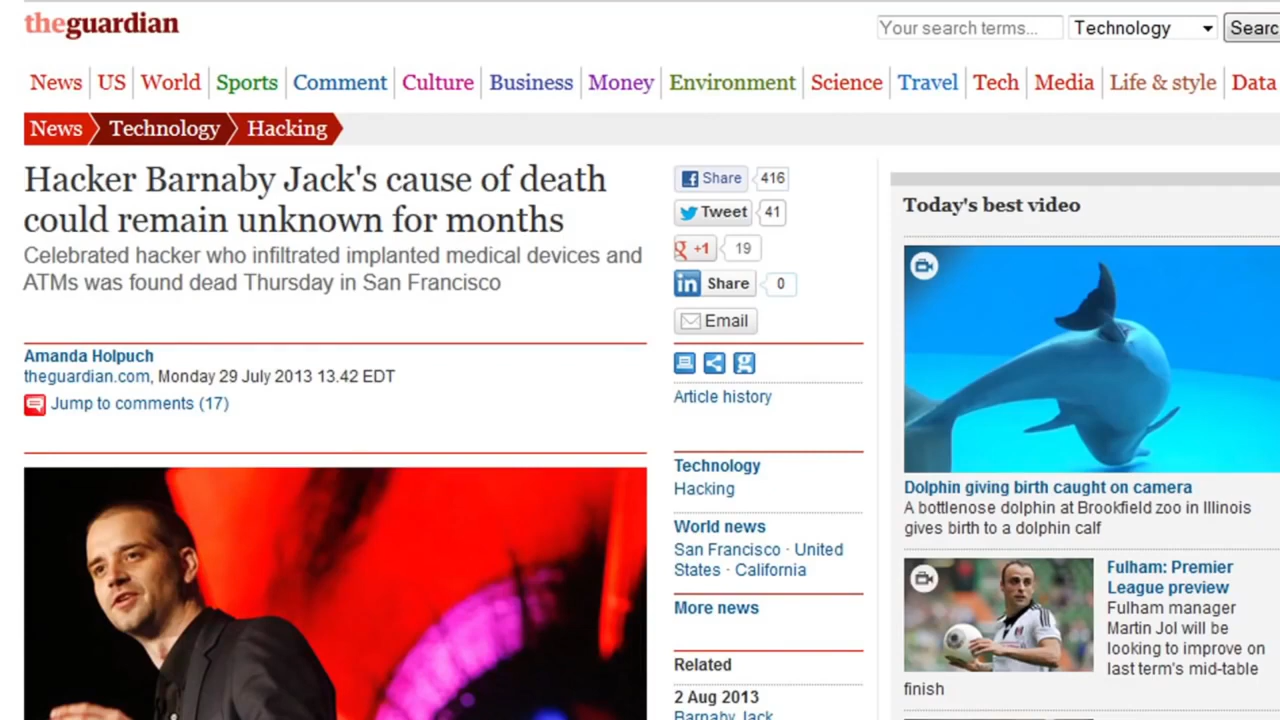 theguardian
Your search terms...
Technology
Searc
News
US
World
Sports
Comment
Culture
Business
Money
Environment
Science
Travel
Tech
Media
Life & style
Data
News
Technology
Hacking
Hacker Barnaby Jack's cause of death
could remain unknown for months
Celebrated hacker who infiltrated implanted medical devices and
ATMs was found dead Thursday in San Francisco
Amanda Holpuch
theguardian.com, Monday 29 July 2013 13.42 EDT
Jump to comments (17)
Share 416
Tweet 41
+1 19
in Share 0
Email
Article history
Technology
Hacking
World news
San Francisco · United
States · California
More news
Related
2 Aug 2013
Barnaby Jack
Today's best video
Dolphin giving birth caught on camera
A bottlenose dolphin at Brookfield zoo in Illinois
gives birth to a dolphin calf
Fulham: Premier
League preview
Fulham manager
Martin Jol will be
looking to improve on
last term's mid-table
finish